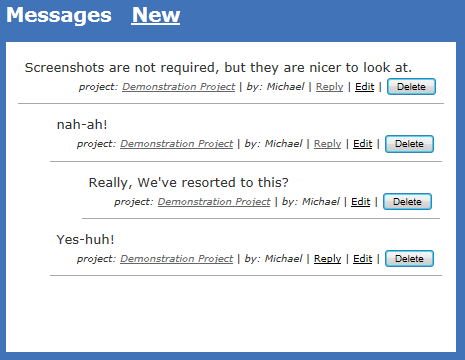 Messages New
Screenshots are not required, but they are nicer to look at.
project: Demonstration Project | by: Michael | Reply | Edit | Delete
nah-ah!
project: Demonstration Project | by: Michael | Reply | Edit | Delete
Really, We've resorted to this?
project: Demonstration Project | by: Michael | Edit | Delete
Yes-huh!
project: Demonstration Project | by: Michael | Reply | Edit | Delete